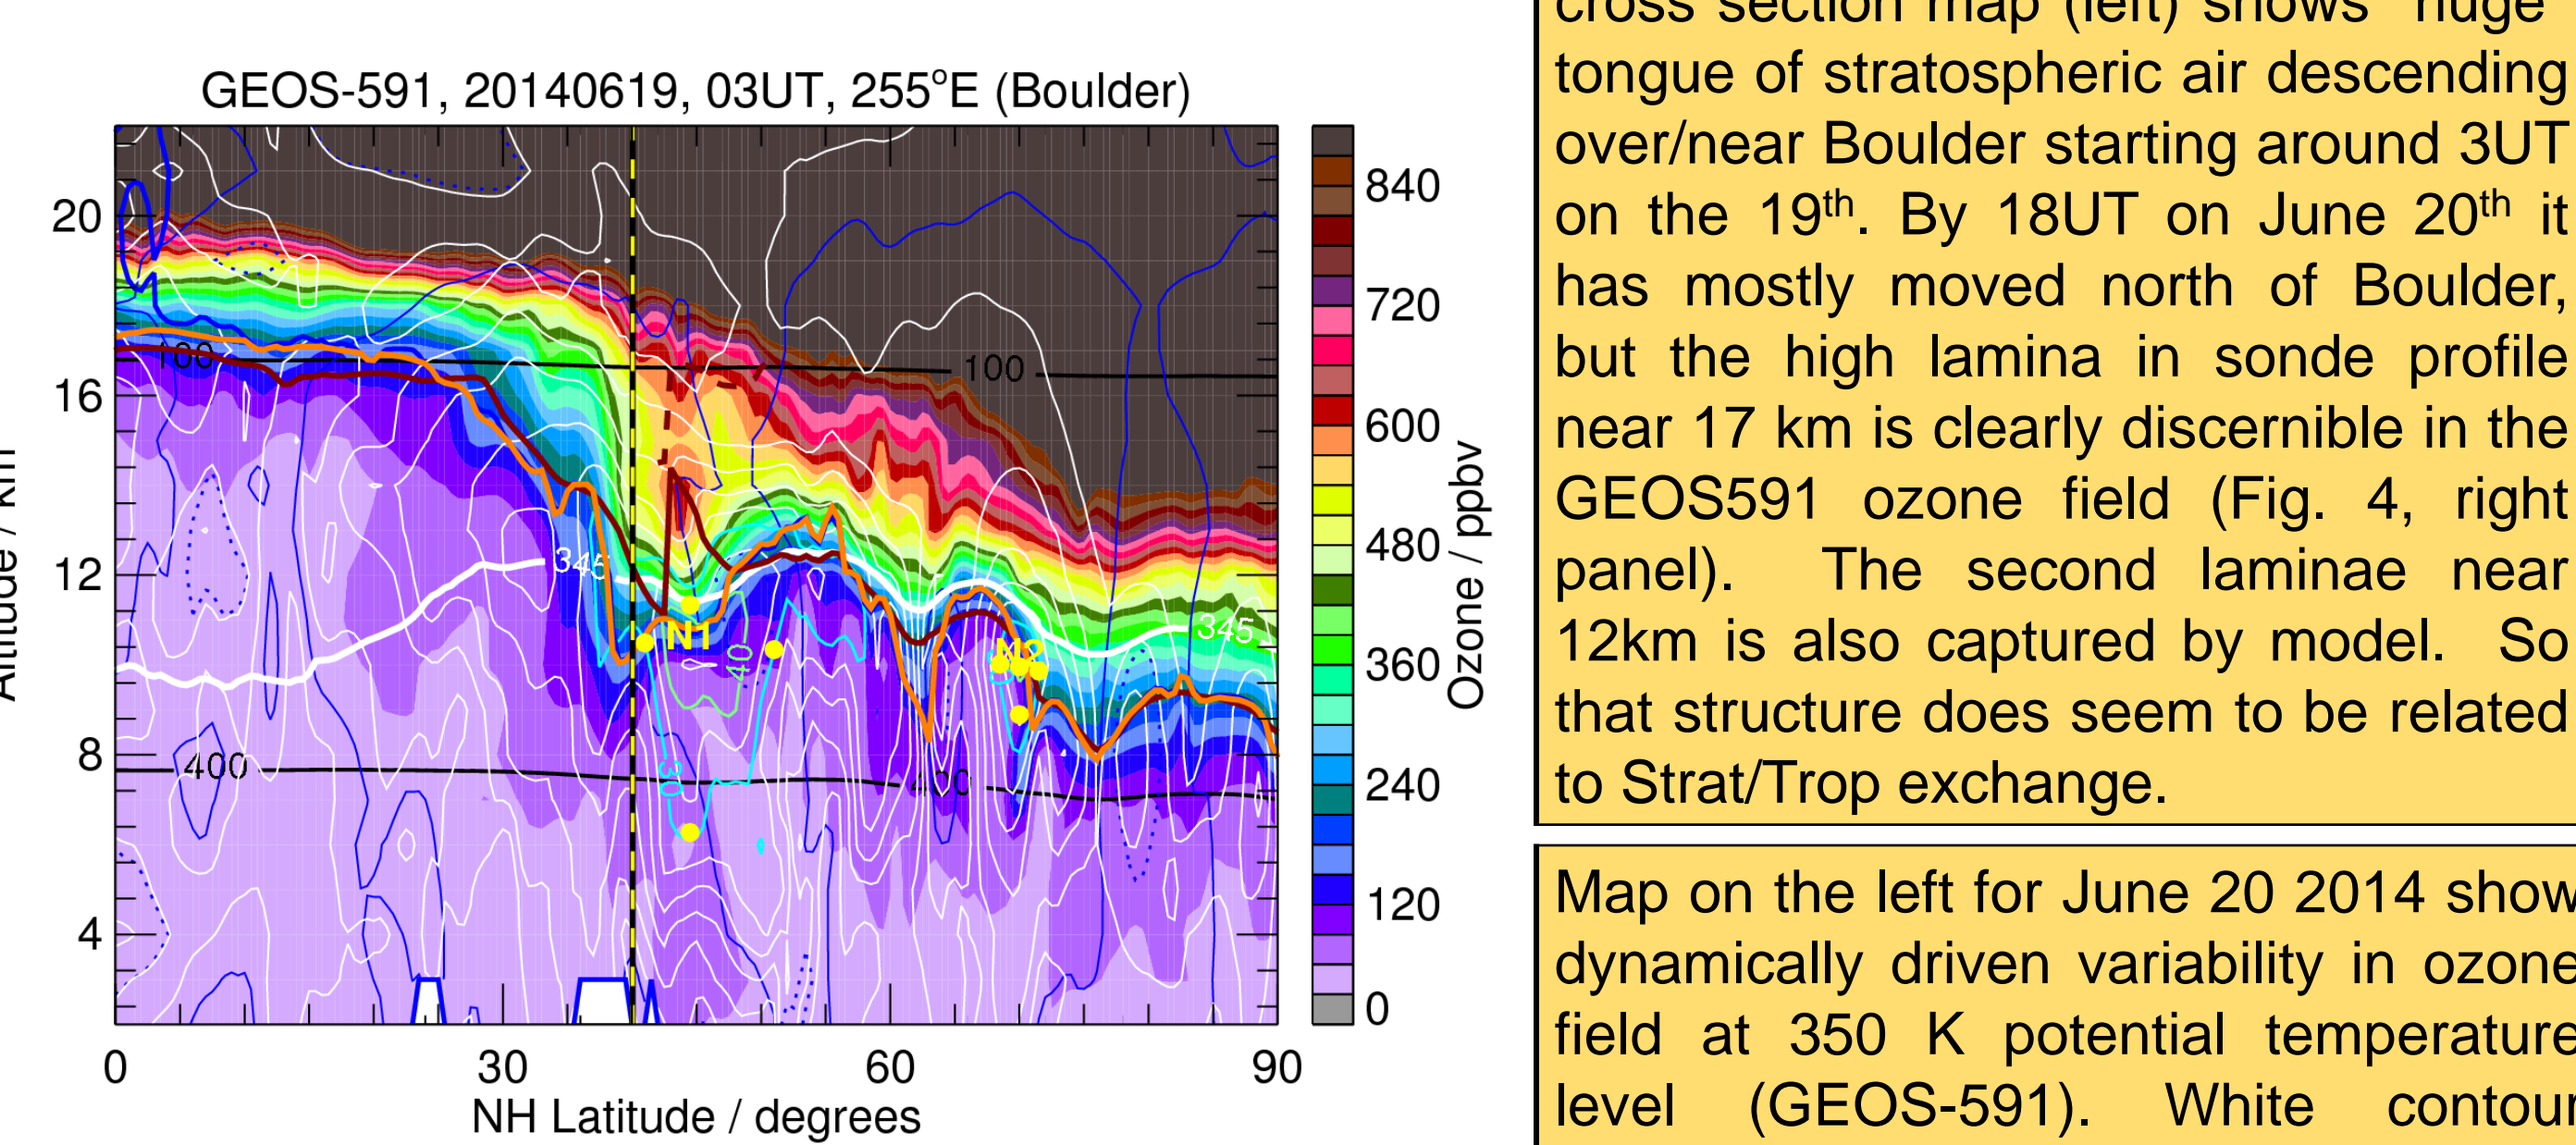 GEOS-591, 20140619, 03UT, 255°E (Boulder)
Altitude / km
20
16
12
8
4
100
100
345
345
400
400
N1
N2
40
30
0
30
60
90
NH Latitude / degrees
840
720
600
480
360
240
120
0
Ozone / ppbv
cross section map (left) shows "huge"
tongue of stratospheric air descending
over/near Boulder starting around 3UT
on the 19th. By 18UT on June 20th it
has mostly moved north of Boulder,
but the high lamina in sonde profile
near 17 km is clearly discernible in the
GEOS591 ozone field (Fig. 4, right
panel). The second laminae near
12km is also captured by model. So
that structure does seem to be related
to Strat/Trop exchange.
Map on the left for June 20 2014 show
dynamically driven variability in ozone
field at 350 K potential temperature
level (GEOS-591). White contour